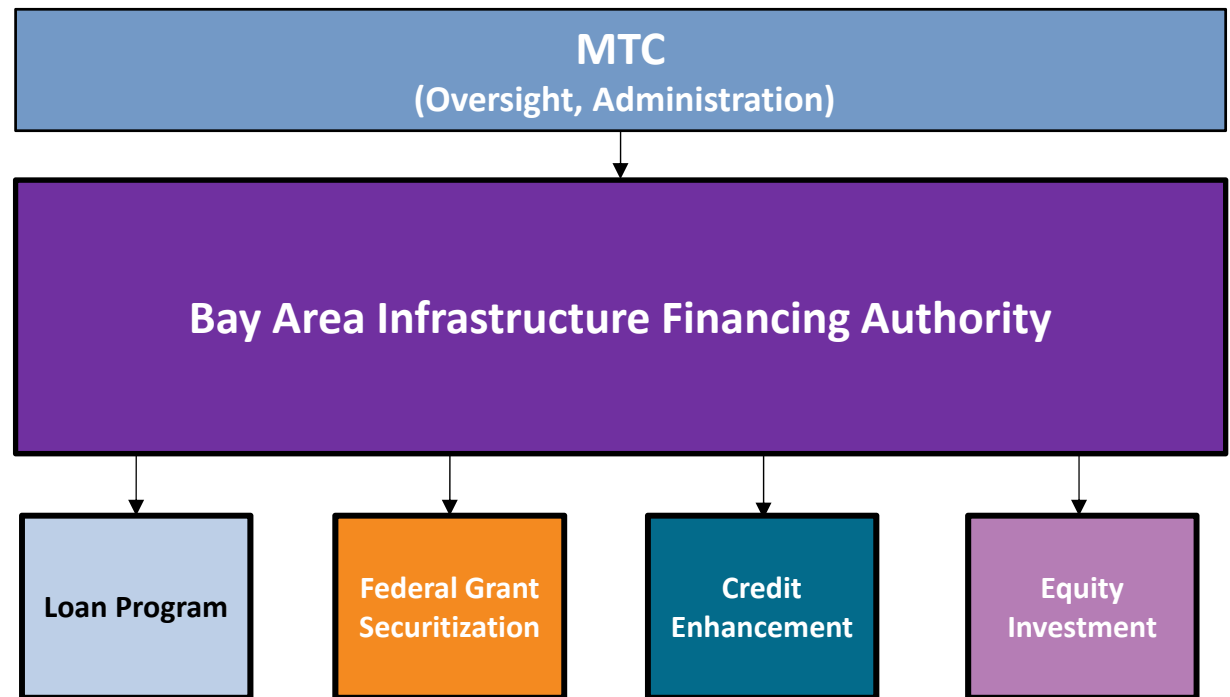 MTC
(Oversight, Administration)
Bay Area Infrastructure Financing Authority
Loan Program
Federal Grant
Securitization
Credit
Enhancement
Equity
Investment